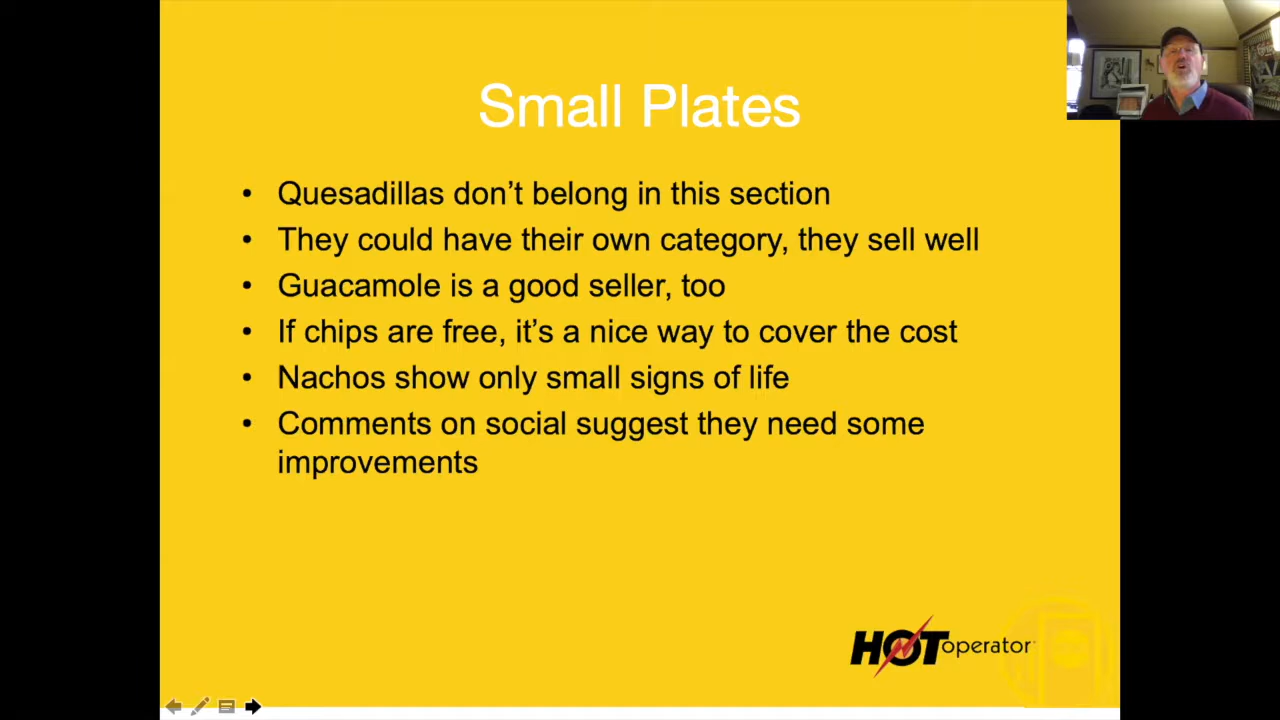 Small Plates
• Quesadillas don’t belong in this section
• They could have their own category, they sell well
• Guacamole is a good seller, too
• If chips are free, it’s a nice way to cover the cost
• Nachos show only small signs of life
• Comments on social suggest they need some
improvements
HOT operator